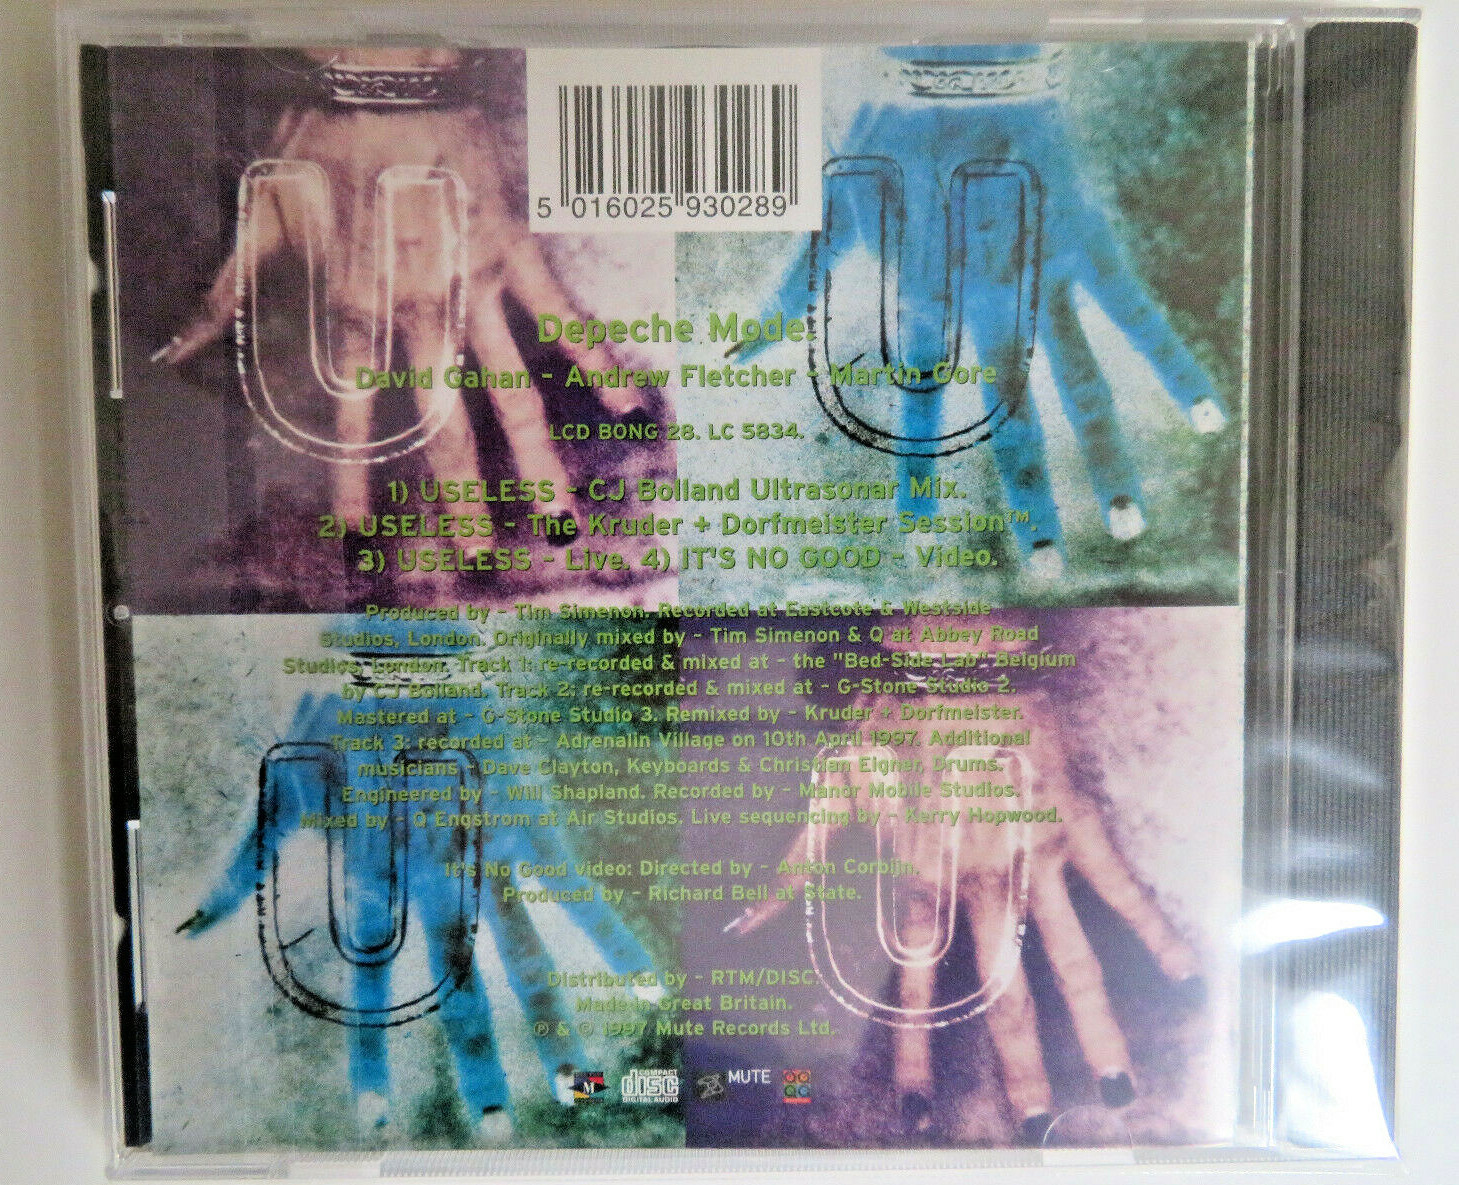 5 016025 930289
U U
Depeche Mode.
David Gahan - Andrew Fletcher - Martin Gore
LCD BONG 28. LC 5834.
1) USELESS - CJ Bolland Ultrasonar Mix.
2) USELESS - The Kruder + Dorfmeister Session™.
3) USELESS - Live. 4) IT'S NO GOOD - Video.
Produced by - Tim Simenon. Recorded at Eastcote & Westside
Studios, London. Originally mixed by - Tim Simenon & Q at Abbey Road
Studios, London. Track 1: re-recorded & mixed at - the "Bed-Side Lab" Belgium
by CJ Bolland. Track 2: re-recorded & mixed at - G-Stone Studio 2.
Mastered at - G-Stone Studio 3. Remixed by - Kruder + Dorfmeister.
Track 3: recorded at - Adrenalin Village on 10th April 1997. Additional
musicians - Dave Clayton, Keyboards & Christian Eigner, Drums.
Engineered by - Will Shapland. Recorded by - Manor Mobile Studios.
Mixed by - Q Engstrom at Air Studios. Live sequencing by - Kerry Hopwood.
It's No Good video: Directed by - Anton Corbijn.
Produced by - Richard Bell at State.
U U
Distributed by - RTM/DISC.
Made in Great Britain.
℗ & © 1997 Mute Records Ltd.
M COMPACT disc DIGITAL AUDIO MUTE